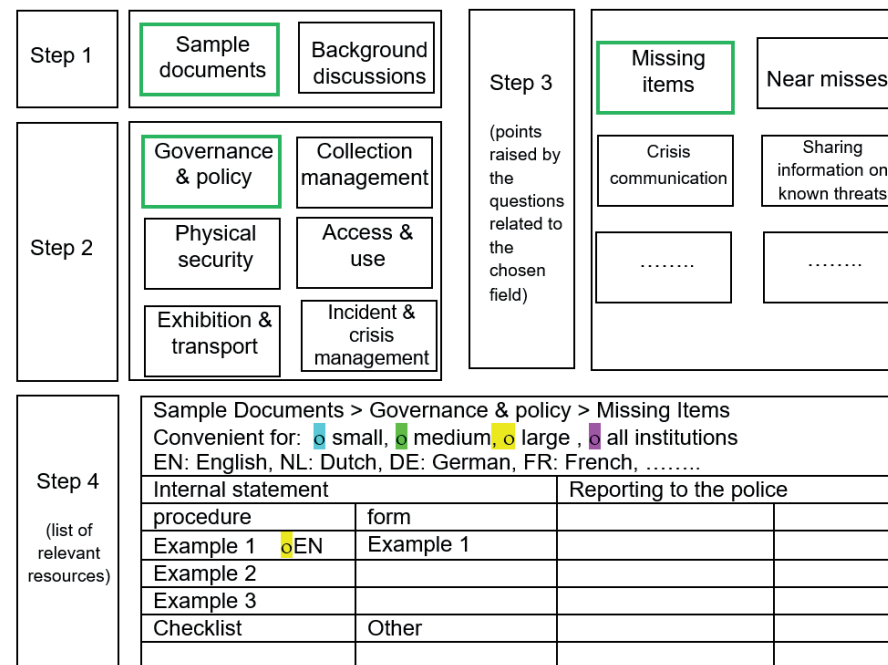 Step 1
Sample
documents
Background
discussions
Step 2
Governance
& policy
Collection
management
Physical
security
Access &
use
Exhibition &
transport
Incident &
crisis
management
Step 3
(points
raised by
the
questions
related to
the
chosen
field)
Missing
items
Near misses
Crisis
communication
Sharing
information on
known threats
........
........
Step 4
(list of
relevant
resources)
Sample Documents > Governance & policy > Missing Items
Convenient for: o small, o medium, o large , o all institutions
EN: English, NL: Dutch, DE: German, FR: French, ........
Internal statement
Reporting to the police
procedure
form
Example 1 oEN
Example 1
Example 2
Example 3
Checklist
Other